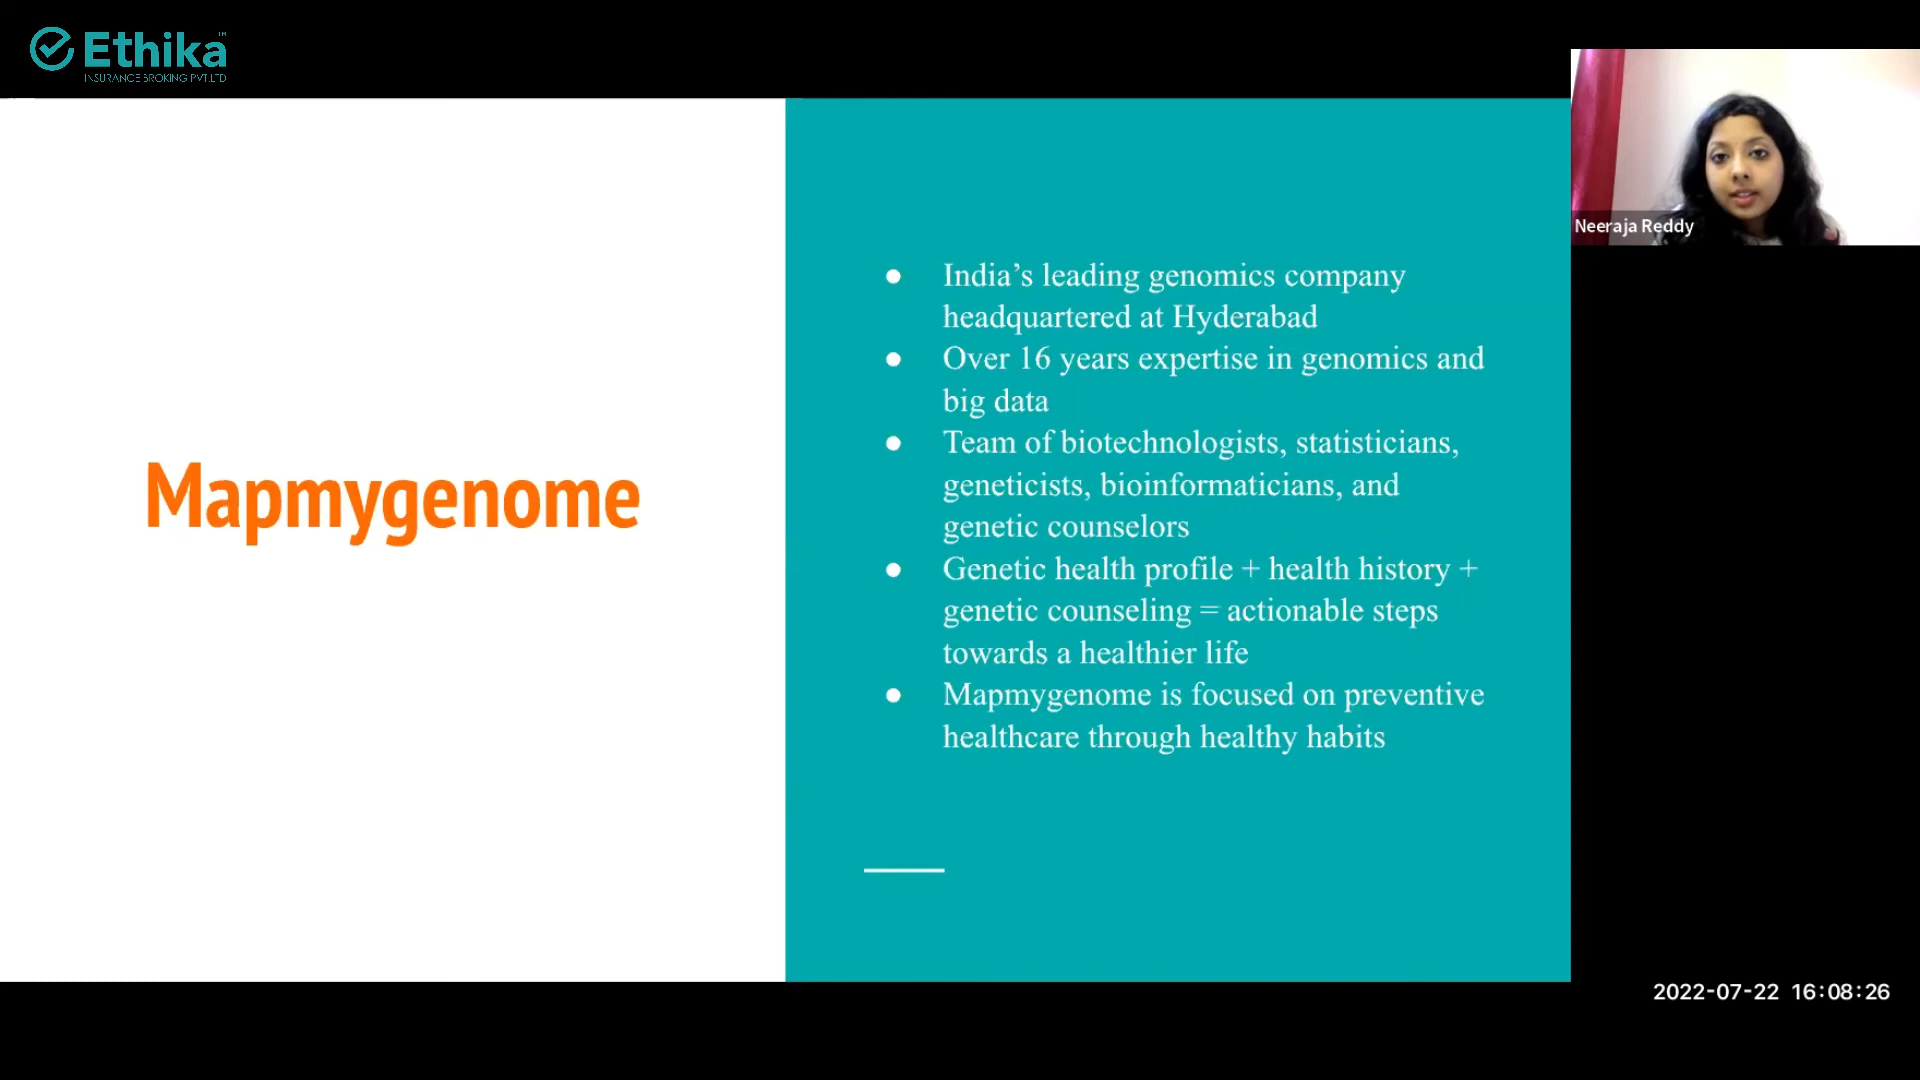 Ethika
TM
INSURANCE BROKING PVT.LTD
Neeraja Reddy
Mapmygenome
● India’s leading genomics company
headquartered at Hyderabad
● Over 16 years expertise in genomics and
big data
● Team of biotechnologists, statisticians,
geneticists, bioinformaticians, and
genetic counselors
● Genetic health profile + health history +
genetic counseling = actionable steps
towards a healthier life
● Mapmygenome is focused on preventive
healthcare through healthy habits
2022-07-22 16:08:26